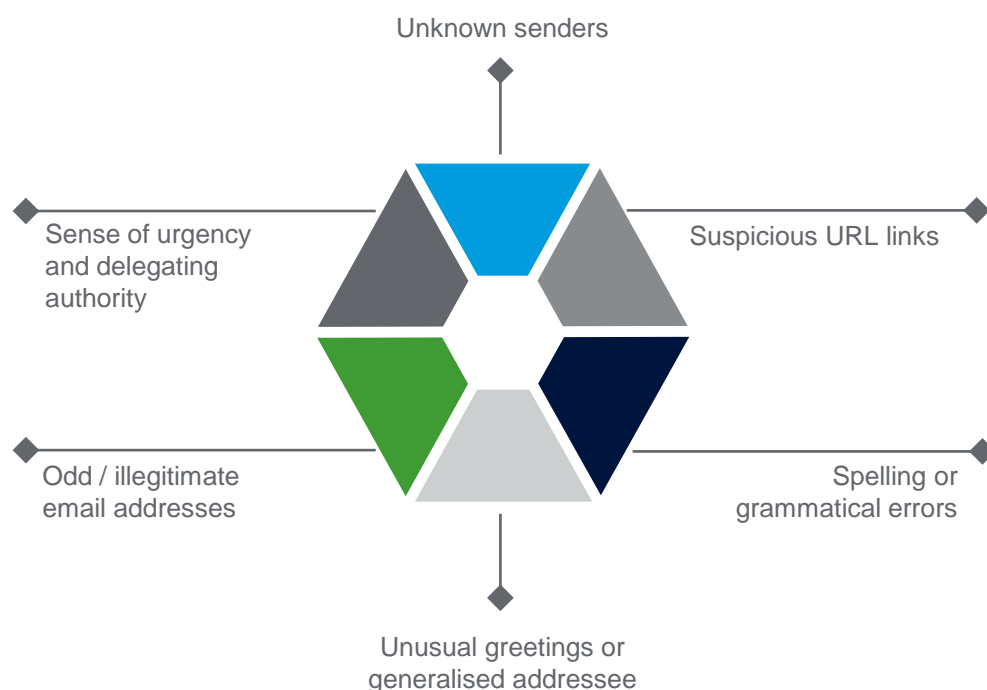 Unknown senders
Sense of urgency
and delegating
authority
Suspicious URL links
Odd / illegitimate
email addresses
Spelling or
grammatical errors
Unusual greetings or
generalised addressee